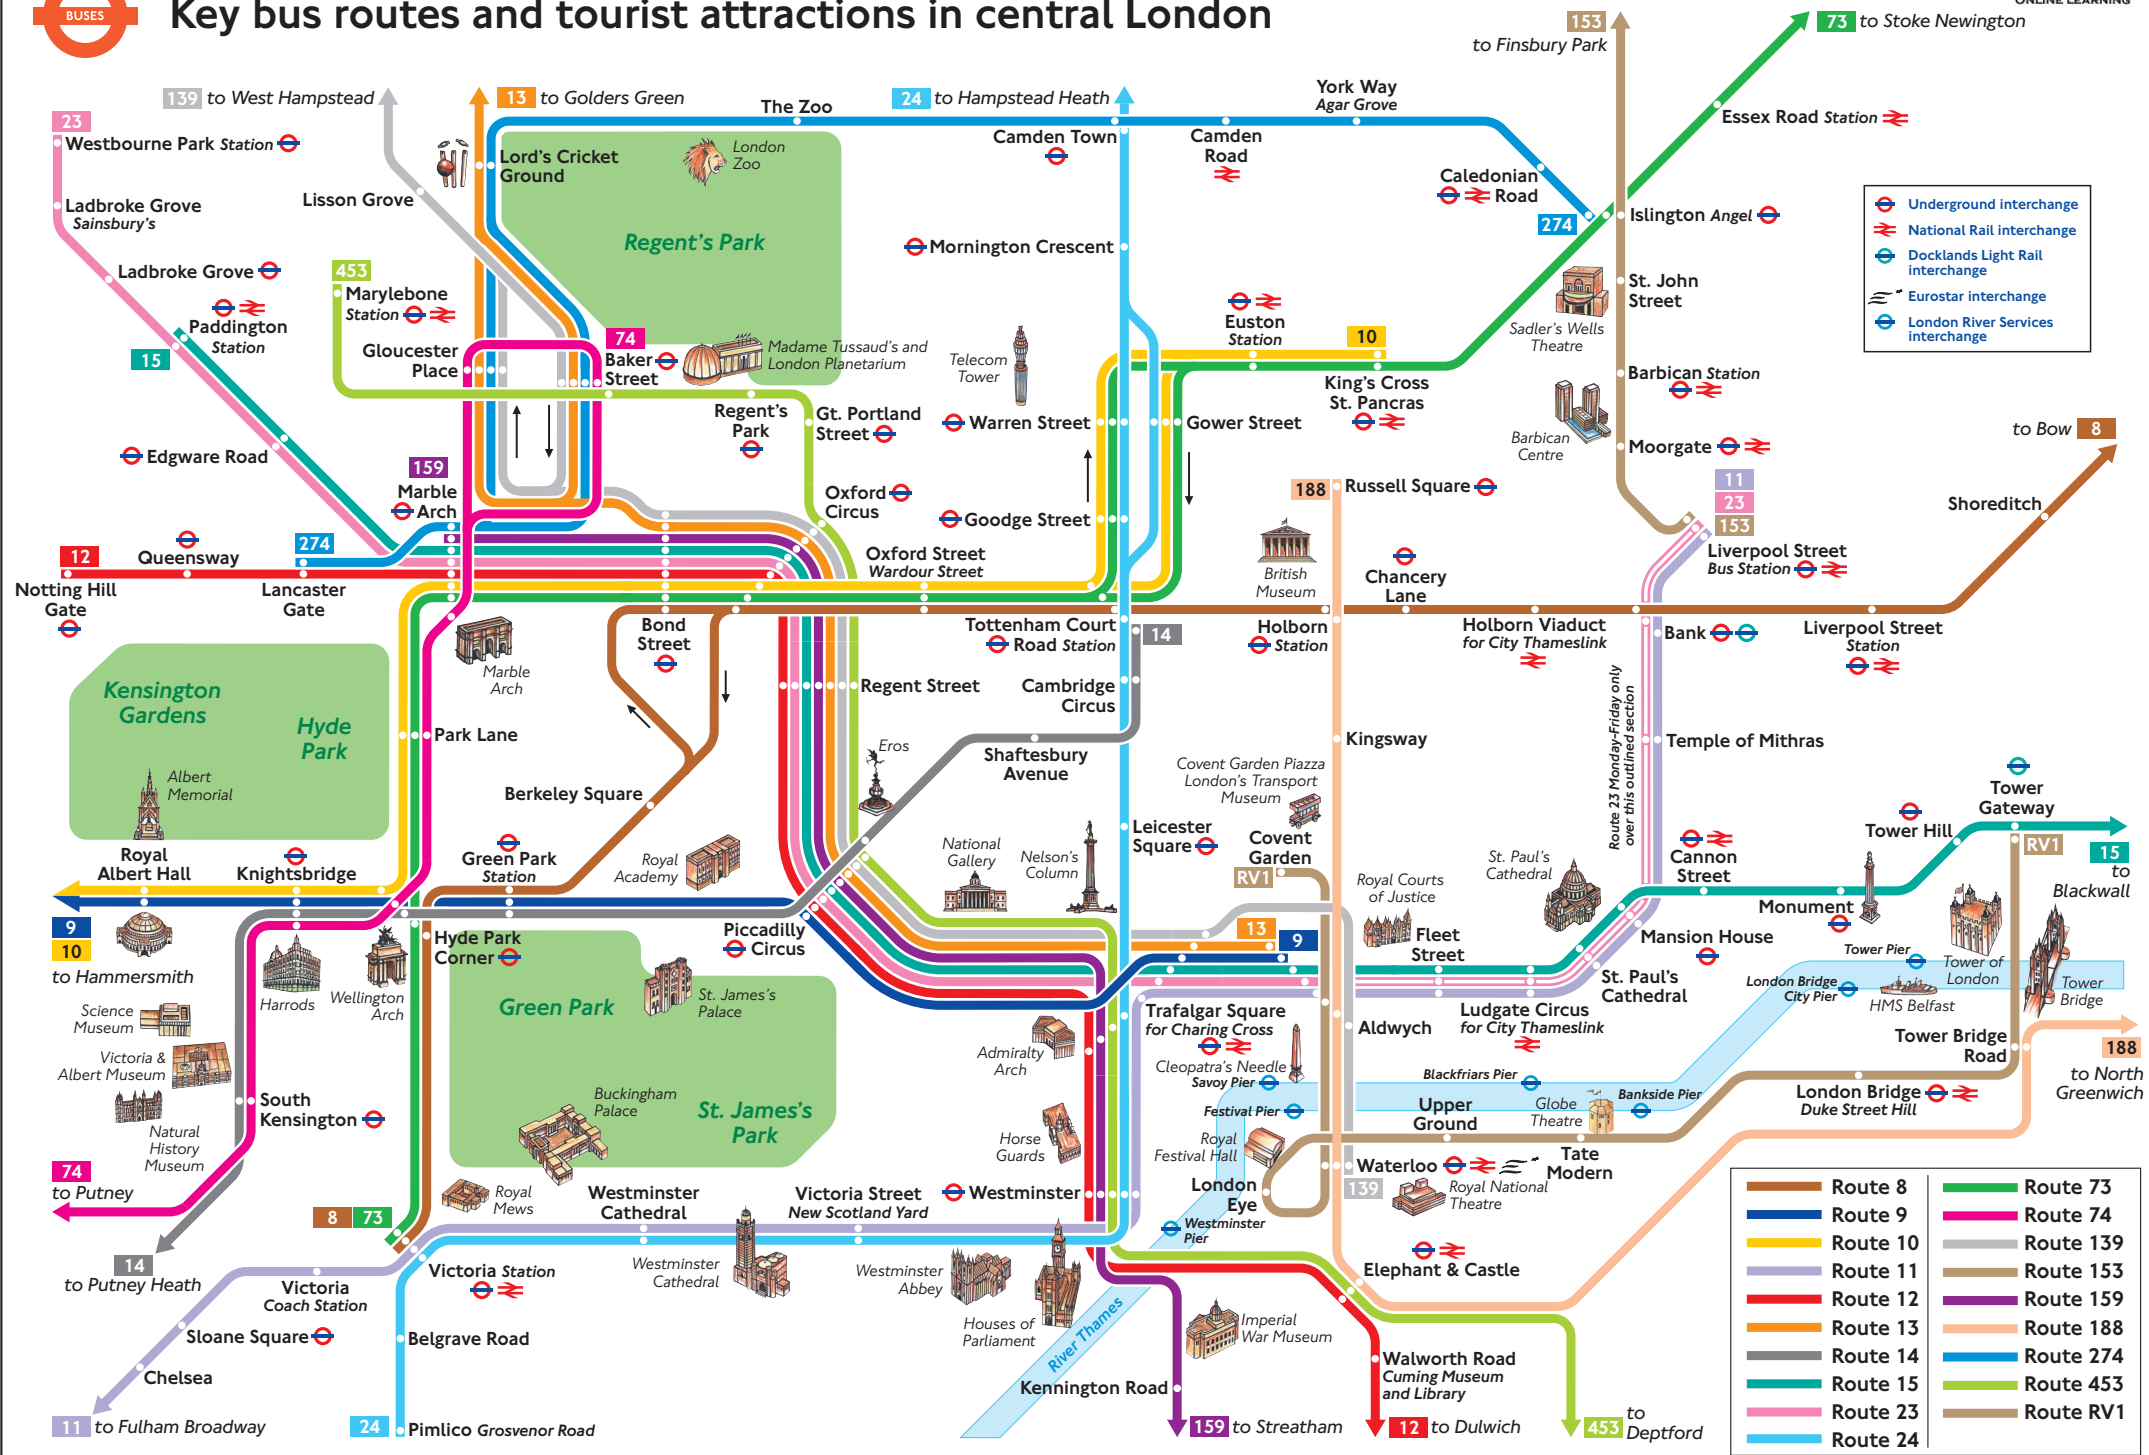 BUSES
Key bus routes and tourist attractions in central London
ONLINE LEARNING
153
to Finsbury Park
73 to Stoke Newington
139 to West Hampstead
13 to Golders Green
24 to Hampstead Heath
The Zoo
York Way
Agar Grove
23
Westbourne Park Station
Lord's Cricket
Ground
London
Zoo
Camden Town
Camden
Road
Essex Road Station
Caledonian
Road
Lisson Grove
Ladbroke Grove
Sainsbury's
274
Islington Angel
Underground interchange
National Rail interchange
Docklands Light Rail
interchange
Eurostar interchange
London River Services
interchange
Regent's Park
Mornington Crescent
Ladbroke Grove
453
Marylebone
Station
St. John
Street
Paddington
Station
15
Euston
Station
10
Sadler's Wells
Theatre
Gloucester
Place
74
Baker
Street
Madame Tussaud's and
London Planetarium
Telecom
Tower
King's Cross
St. Pancras
Barbican Station
Regent's
Park
Gt. Portland
Street
Warren Street
Gower Street
Barbican
Centre
Moorgate
to Bow 8
Edgware Road
159
Marble
Arch
Oxford
Circus
Goodge Street
188
Russell Square
11
23
153
Shoreditch
Liverpool Street
Bus Station
12
Queensway
274
Notting Hill
Gate
Lancaster
Gate
Oxford Street
Wardour Street
British
Museum
Chancery
Lane
Marble
Arch
Bond
Street
Tottenham Court
Road Station
14
Holborn
Station
Holborn Viaduct
for City Thameslink
Bank
Liverpool Street
Station
Kensington
Gardens
Hyde
Park
Park Lane
Regent Street
Cambridge
Circus
Route 23 Monday-Friday only
over this outlined section
Kingsway
Temple of Mithras
Albert
Memorial
Berkeley Square
Eros
Shaftesbury
Avenue
Covent Garden Piazza
London's Transport
Museum
Tower
Gateway
Royal
Albert Hall
Knightsbridge
Green Park
Station
Royal
Academy
National
Gallery
Nelson's
Column
Leicester
Square
Covent
Garden
RV1
St. Paul's
Cathedral
Cannon
Street
Tower Hill
RV1
15
to
Blackwall
Royal Courts
of Justice
Monument
9
10
to Hammersmith
Hyde Park
Corner
Piccadilly
Circus
13
9
Fleet
Street
Mansion House
Tower Pier
Tower of
London
Harrods
Wellington
Arch
Green Park
St. James's
Palace
St. Paul's
Cathedral
London Bridge
City Pier
HMS Belfast
Tower
Bridge
Science
Museum
Victoria &
Albert Museum
Admiralty
Arch
Trafalgar Square
for Charing Cross
Aldwych
Ludgate Circus
for City Thameslink
Tower Bridge
Road
188
to North
Greenwich
Cleopatra's Needle
Savoy Pier
Blackfriars Pier
Bankside Pier
London Bridge
Duke Street Hill
South
Kensington
Buckingham
Palace
St. James's
Park
Festival Pier
Upper
Ground
Globe
Theatre
Natural
History
Museum
Horse
Guards
Royal
Festival Hall
Waterloo
Tate
Modern
74
to Putney
Royal
Mews
Westminster
Cathedral
Victoria Street
New Scotland Yard
Westminster
London
Eye
139
Royal National
Theatre
8 73
Westminster
Pier
14
to Putney Heath
Victoria
Coach Station
Victoria Station
Westminster
Cathedral
Westminster
Abbey
Elephant & Castle
Sloane Square
Belgrave Road
Houses of
Parliament
River Thames
Imperial
War Museum
Chelsea
Kennington Road
Walworth Road
Cuming Museum
and Library
11 to Fulham Broadway
24
Pimlico Grosvenor Road
159 to Streatham
12 to Dulwich
453
to
Deptford
Route 8
Route 9
Route 10
Route 11
Route 12
Route 13
Route 14
Route 15
Route 23
Route 24
Route 73
Route 74
Route 139
Route 153
Route 159
Route 188
Route 274
Route 453
Route RV1